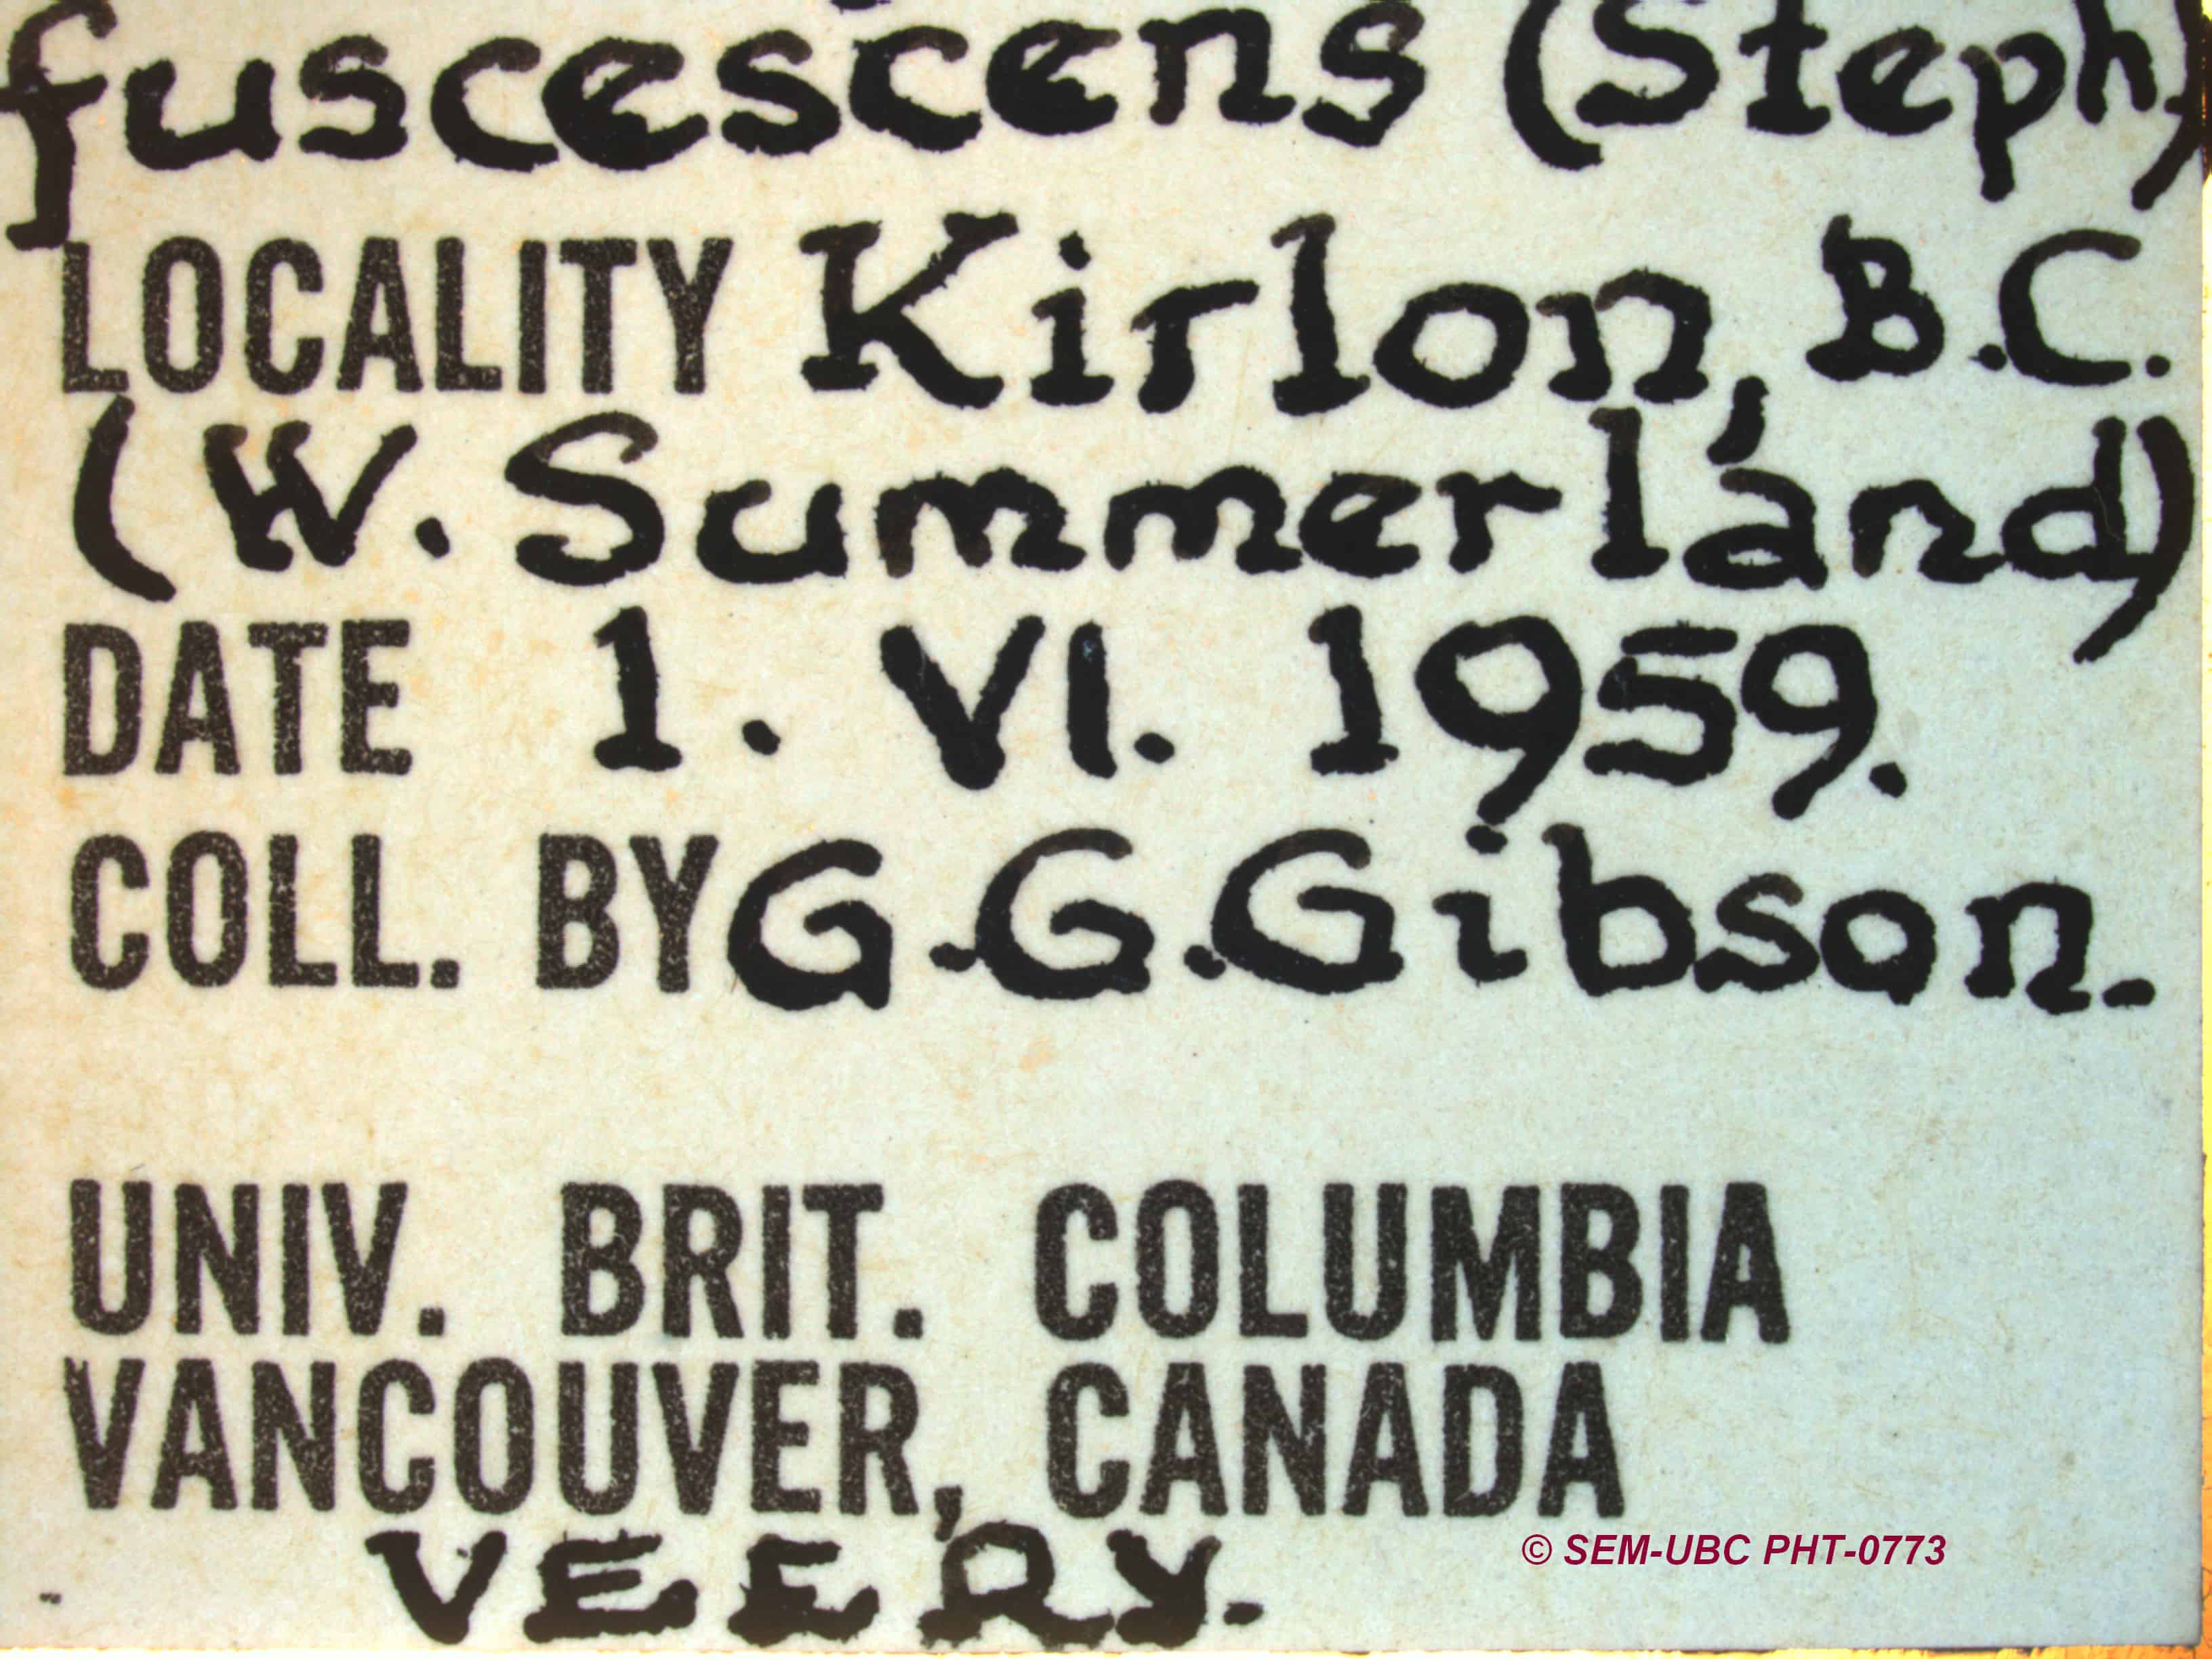 fuscescens (Steph)
LOCALITY Kirlon, B.C.
(W. Summerland)
DATE 1. VI. 1959.
COLL. BY G.G.Gibson.
UNIV. BRIT. COLUMBIA
VANCOUVER, CANADA
VEERY.
© SEM-UBC PHT-0773